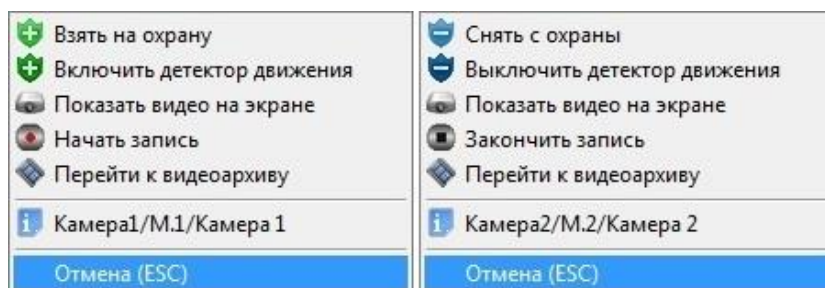 Взять на охрану
Включить детектор движения
Показать видео на экране
Начать запись
Перейти к видеоархиву
Камера1/М.1/Камера 1
Отмена (ESC)
Снять с охраны
Выключить детектор движения
Показать видео на экране
Закончить запись
Перейти к видеоархиву
Камера2/М.2/Камера 2
Отмена (ESC)